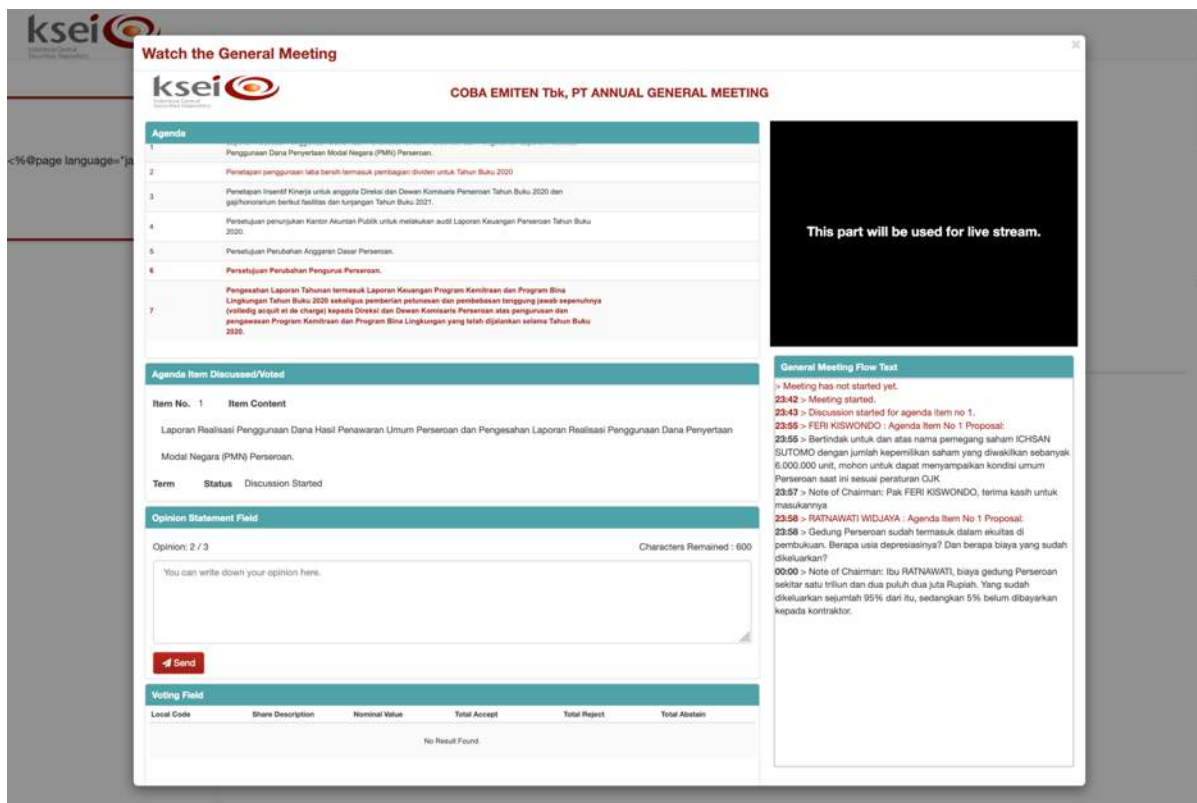 ksei
Indonesia Central
Securities Depository
<%@page language="ja
Watch the General Meeting
×
ksei
Indonesia Central
Securities Depository
COBA EMITEN Tbk, PT ANNUAL GENERAL MEETING
Agenda
1
Penggunaan Dana Penyertaan Modal Negara (PMN) Perseroan.
2 Penetapan penggunaan laba bersih termasuk pembagian dividen untuk Tahun Buku 2020
3 Penetapan Insentif Kinerja untuk anggota Direksi dan Dewan Komisaris Perseroan Tahun Buku 2020 dan
gaji/honorarium berikut fasilitas dan tunjangan Tahun Buku 2021.
4 Persetujuan penunjukan Kantor Akuntan Publik untuk melakukan audit Laporan Keuangan Perseroan Tahun Buku
2020.
5 Persetujuan Perubahan Anggaran Dasar Perseroan.
6 Persetujuan Perubahan Pengurus Perseroan.
7 Pengesahan Laporan Tahunan termasuk Laporan Keuangan Program Kemitraan dan Program Bina
Lingkungan Tahun Buku 2020 sekaligus pemberian pelunasan dan pembebasan tanggung jawab sepenuhnya
(volledig acquit et de charge) kepada Direksi dan Dewan Komisaris Perseroan atas pengurusan dan
pengawasan Program Kemitraan dan Program Bina Lingkungan yang telah dijalankan selama Tahun Buku
2020.
This part will be used for live stream.
Agenda Item Discussed/Voted
Item No. 1 Item Content
Laporan Realisasi Penggunaan Dana Hasil Penawaran Umum Perseroan dan Pengesahan Laporan Realisasi Penggunaan Dana Penyertaan
Modal Negara (PMN) Perseroan.
Term Status Discussion Started
Opinion Statement Field
Opinion: 2 / 3 Characters Remained : 600
You can write down your opinion here.
Send
Voting Field
Local Code Share Description Nominal Value Total Accept Total Reject Total Abstain
No Result Found.
General Meeting Flow Text
> Meeting has not started yet.
23:42 > Meeting started.
23:43 > Discussion started for agenda item no 1.
23:55 > FERI KISWONDO : Agenda Item No 1 Proposal:
23:55 > Bertindak untuk dan atas nama pemegang saham ICHSAN
SUTOMO dengan jumlah kepemilikan saham yang diwakilkan sebanyak
6.000.000 unit, mohon untuk dapat menyampaikan kondisi umum
Perseroan saat ini sesuai peraturan OJK
23:57 > Note of Chairman: Pak FERI KISWONDO, terima kasih untuk
masukannya
23:58 > RATNAWATI WIDJAYA : Agenda Item No 1 Proposal:
23:58 > Gedung Perseroan sudah termasuk dalam ekuitas di
pembukuan. Berapa usia depresiasinya? Dan berapa biaya yang sudah
dikeluarkan?
00:00 > Note of Chairman: Ibu RATNAWATI, biaya gedung Perseroan
sekitar satu triliun dan dua puluh dua juta Rupiah. Yang sudah
dikeluarkan sejumlah 95% dari itu, sedangkan 5% belum dibayarkan
kepada kontraktor.